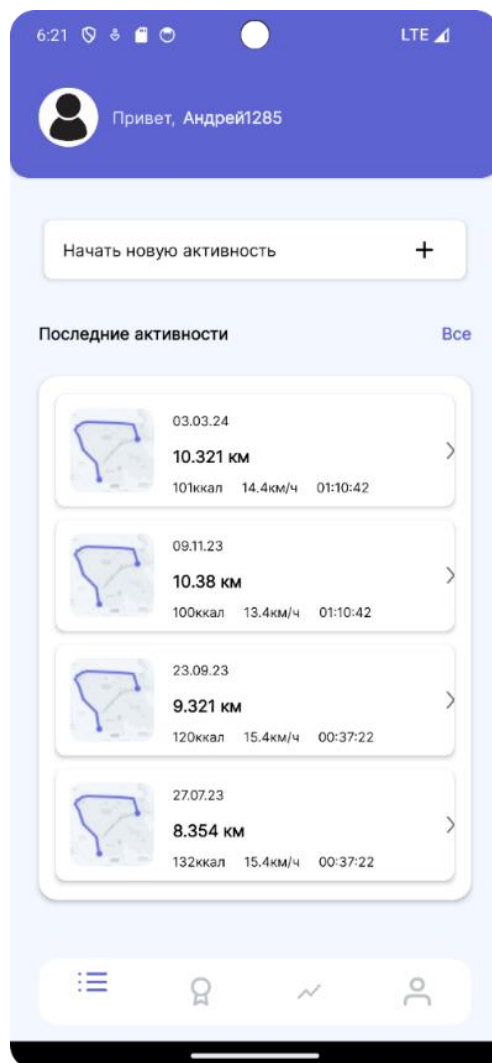 6:21 LTE
Привет, Андрей1285
Начать новую активность +
Последние активности Все
03.03.24
10.321 км
101ккал 14.4км/ч 01:10:42
09.11.23
10.38 км
100ккал 13.4км/ч 01:10:42
23.09.23
9.321 км
120ккал 15.4км/ч 00:37:22
27.07.23
8.354 км
132ккал 15.4км/ч 00:37:22